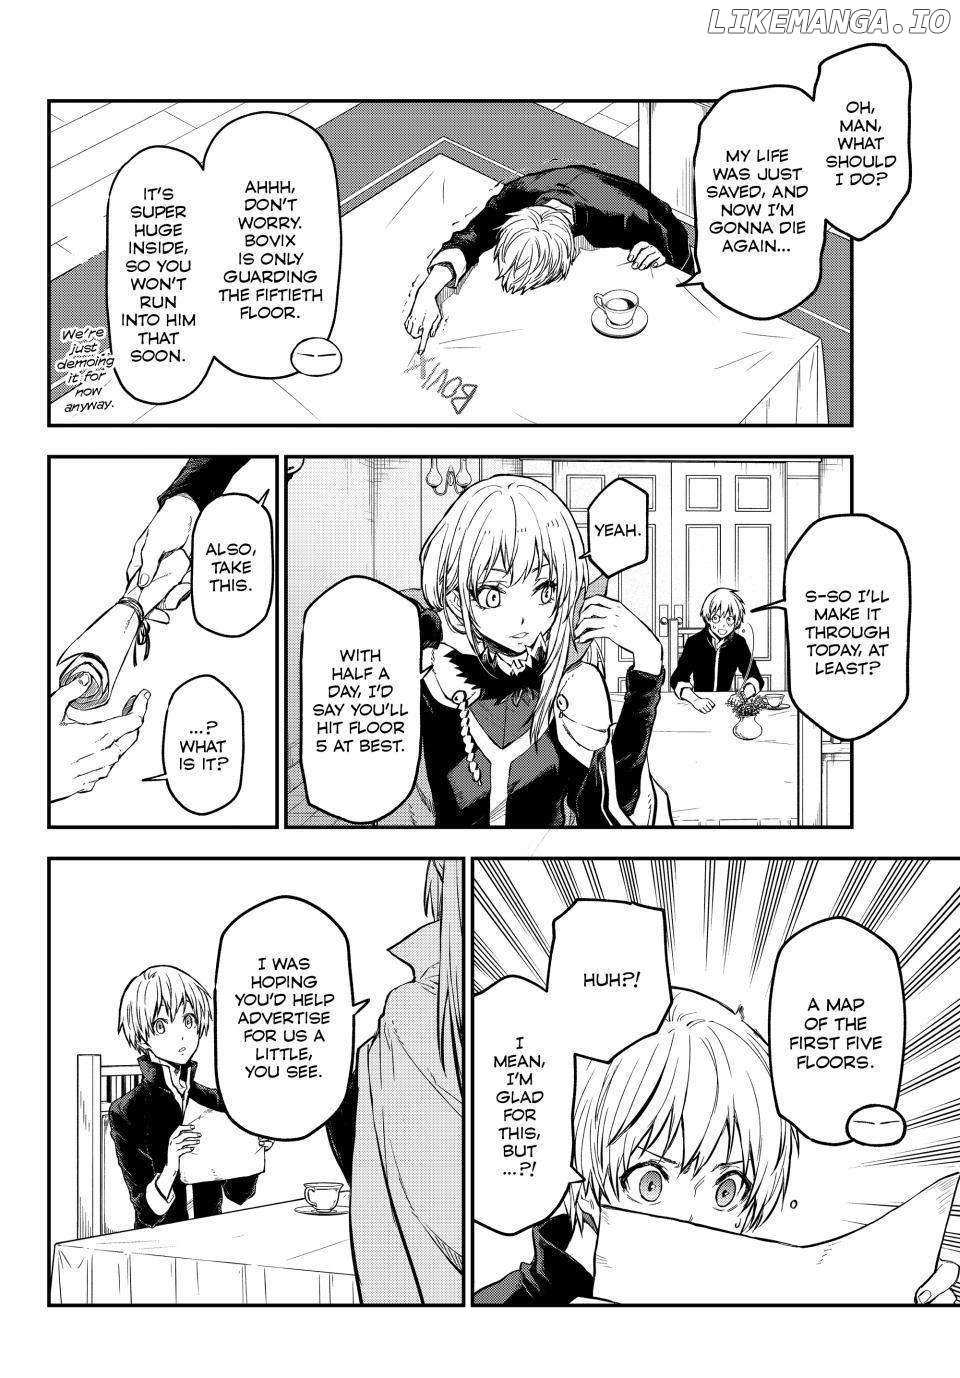 LIKEMANGA.IO
OH,
MAN,
WHAT
SHOULD
I DO?
MY LIFE
WAS JUST
SAVED, AND
NOW I'M
GONNA DIE
AGAIN...
BOVIX
AHHH,
DON'T
WORRY.
BOVIX
IS ONLY
GUARDING
THE FIFTIETH
FLOOR.
IT'S
SUPER
HUGE
INSIDE,
SO YOU
WON'T
RUN
INTO HIM
THAT
SOON.
We're
just
demoing
it for
now
anyway.
S-SO I'LL
MAKE IT
THROUGH
TODAY, AT
LEAST?
YEAH.
WITH
HALF A
DAY, I'D
SAY YOU'LL
HIT FLOOR
5 AT BEST.
ALSO,
TAKE
THIS.
...?
WHAT
IS IT?
A MAP
OF THE
FIRST FIVE
FLOORS.
HUH?!
I
MEAN,
I'M
GLAD
FOR
THIS,
BUT
...?!
I WAS
HOPING
YOU'D HELP
ADVERTISE
FOR US A
LITTLE,
YOU SEE.